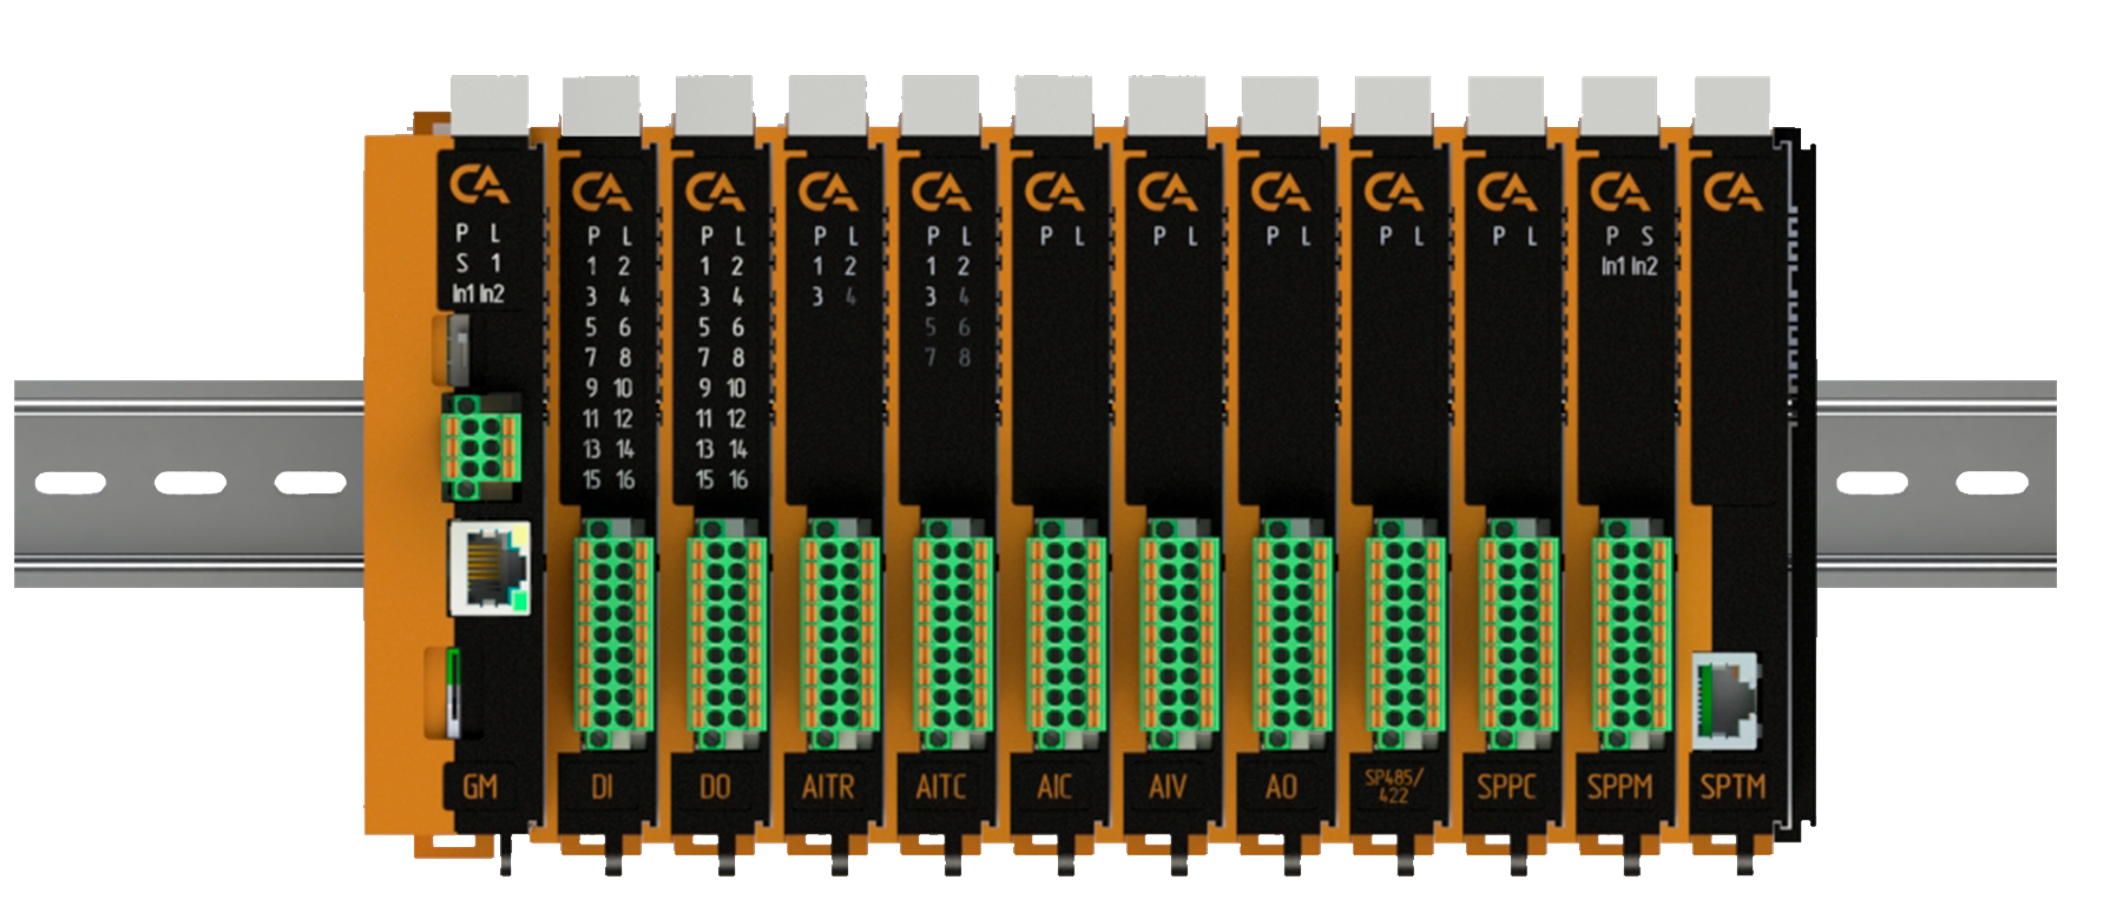 CA
P L
S 1
In1 In2
GM
CA
P L
1 2
3 4
5 6
7 8
9 10
11 12
13 14
15 16
DI
CA
P L
1 2
3 4
5 6
7 8
9 10
11 12
13 14
15 16
DO
CA
P L
1 2
3 4
AITR
CA
P L
1 2
3 4
5 6
7 8
AITC
CA
P L
AIC
CA
P L
AIV
CA
P L
AO
CA
P L
SP485/
422
CA
P L
SPPC
CA
P S
In1 In2
SPPM
CA
SPTM